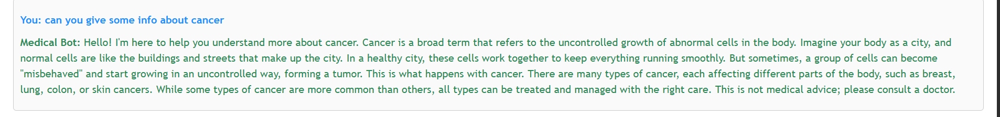 You: can you give some info about cancer
Medical Bot: Hello! I'm here to help you understand more about cancer. Cancer is a broad term that refers to the uncontrolled growth of abnormal cells in the body. Imagine your body as a city, and
normal cells are like the buildings and streets that make up the city. In a healthy city, these cells work together to keep everything running smoothly. But sometimes, a group of cells can become
"misbehaved" and start growing in an uncontrolled way, forming a tumor. This is what happens with cancer. There are many types of cancer, each affecting different parts of the body, such as breast,
lung, colon, or skin cancers. While some types of cancer are more common than others, all types can be treated and managed with the right care. This is not medical advice; please consult a doctor.